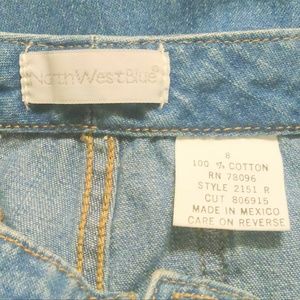 NorthWestBlue®
8
100 % COTTON
RN 78096
STYLE 2151 R
CUT 806915
MADE IN MEXICO
CARE ON REVERSE